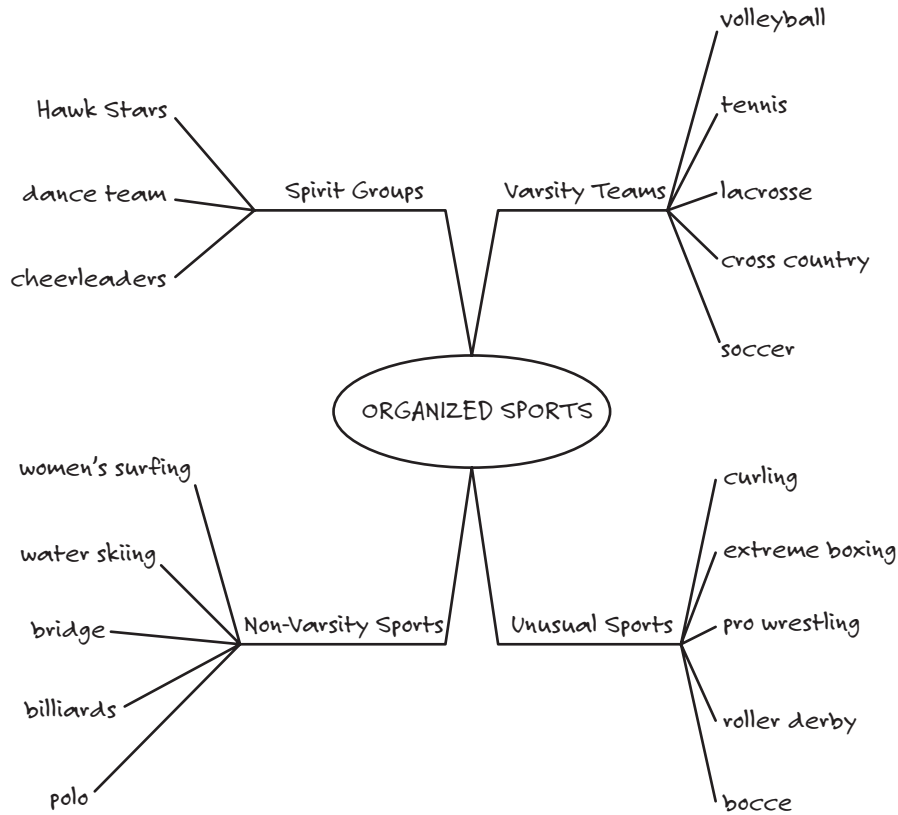 Spirit Groups
Hawk Stars
dance team
cheerleaders
Varsity Teams
volleyball
tennis
lacrosse
cross country
soccer
ORGANIZED SPORTS
Non-Varsity Sports
women's surfing
water skiing
bridge
billiards
polo
Unusual Sports
curling
extreme boxing
pro wrestling
roller derby
bocce